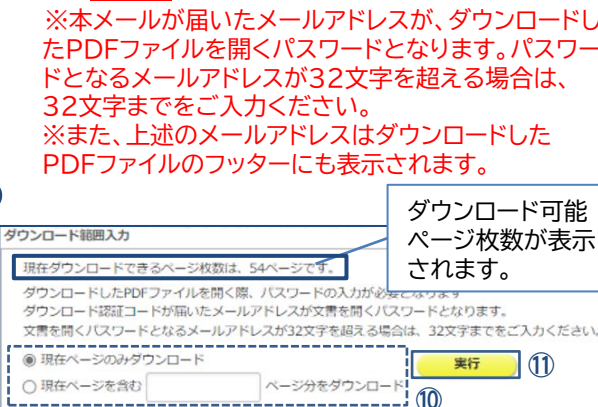 ※本メールが届いたメールアドレスが、ダウンロードし
たPDFファイルを開くパスワードとなります。パスワー
ドとなるメールアドレスが32文字を超える場合は、
32文字までをご入力ください。
※また、上述のメールアドレスはダウンロードした
PDFファイルのフッターにも表示されます。
ダウンロード可能
ページ枚数が表示
されます。
ダウンロード範囲入力
現在ダウンロードできるページ枚数は、54ページです。
ダウンロードしたPDFファイルを開く際、パスワードの入力が必要となります
ダウンロード認証コードが届いたメールアドレスが文書を開くパスワードとなります。
文書を開くパスワードとなるメールアドレスが32文字を超える場合は、32文字までをご入力ください。
現在ページのみダウンロード
実行 ⑪
現在ページを含む ページ分をダウンロード
⑩